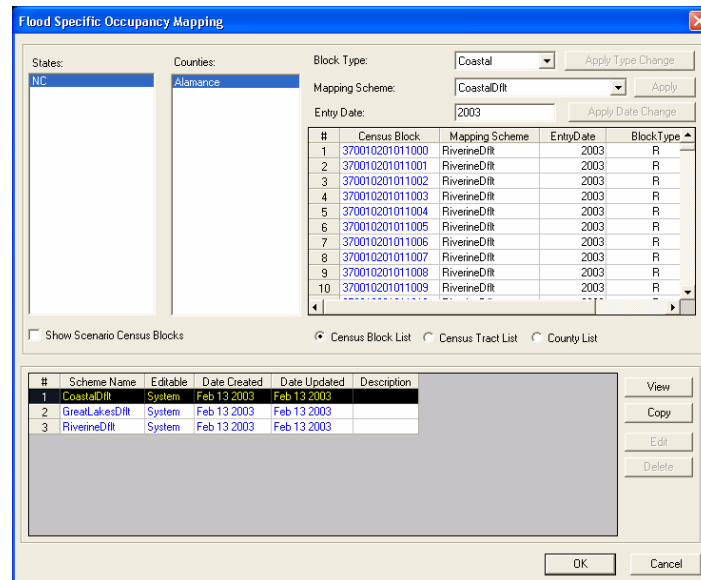 Flood Specific Occupancy Mapping
States:
NC
Counties:
Alamance
Block Type: Coastal Apply Type Change
Mapping Scheme: CoastalDflt Apply
Entry Date: 2003 Apply Date Change
# Census Block Mapping Scheme EntryDate BlockType
1 370010201011000 RiverineDflt 2003 R
2 370010201011001 RiverineDflt 2003 R
3 370010201011002 RiverineDflt 2003 R
4 370010201011003 RiverineDflt 2003 R
5 370010201011004 RiverineDflt 2003 R
6 370010201011005 RiverineDflt 2003 R
7 370010201011006 RiverineDflt 2003 R
8 370010201011007 RiverineDflt 2003 R
9 370010201011008 RiverineDflt 2003 R
10 370010201011009 RiverineDflt 2003 R
Show Scenario Census Blocks
Census Block List Census Tract List County List
# Scheme Name Editable Date Created Date Updated Description
1 CoastalDflt System Feb 13 2003 Feb 13 2003
2 GreatLakesDflt System Feb 13 2003 Feb 13 2003
3 RiverineDflt System Feb 13 2003 Feb 13 2003
View
Copy
Edit
Delete
OK Cancel